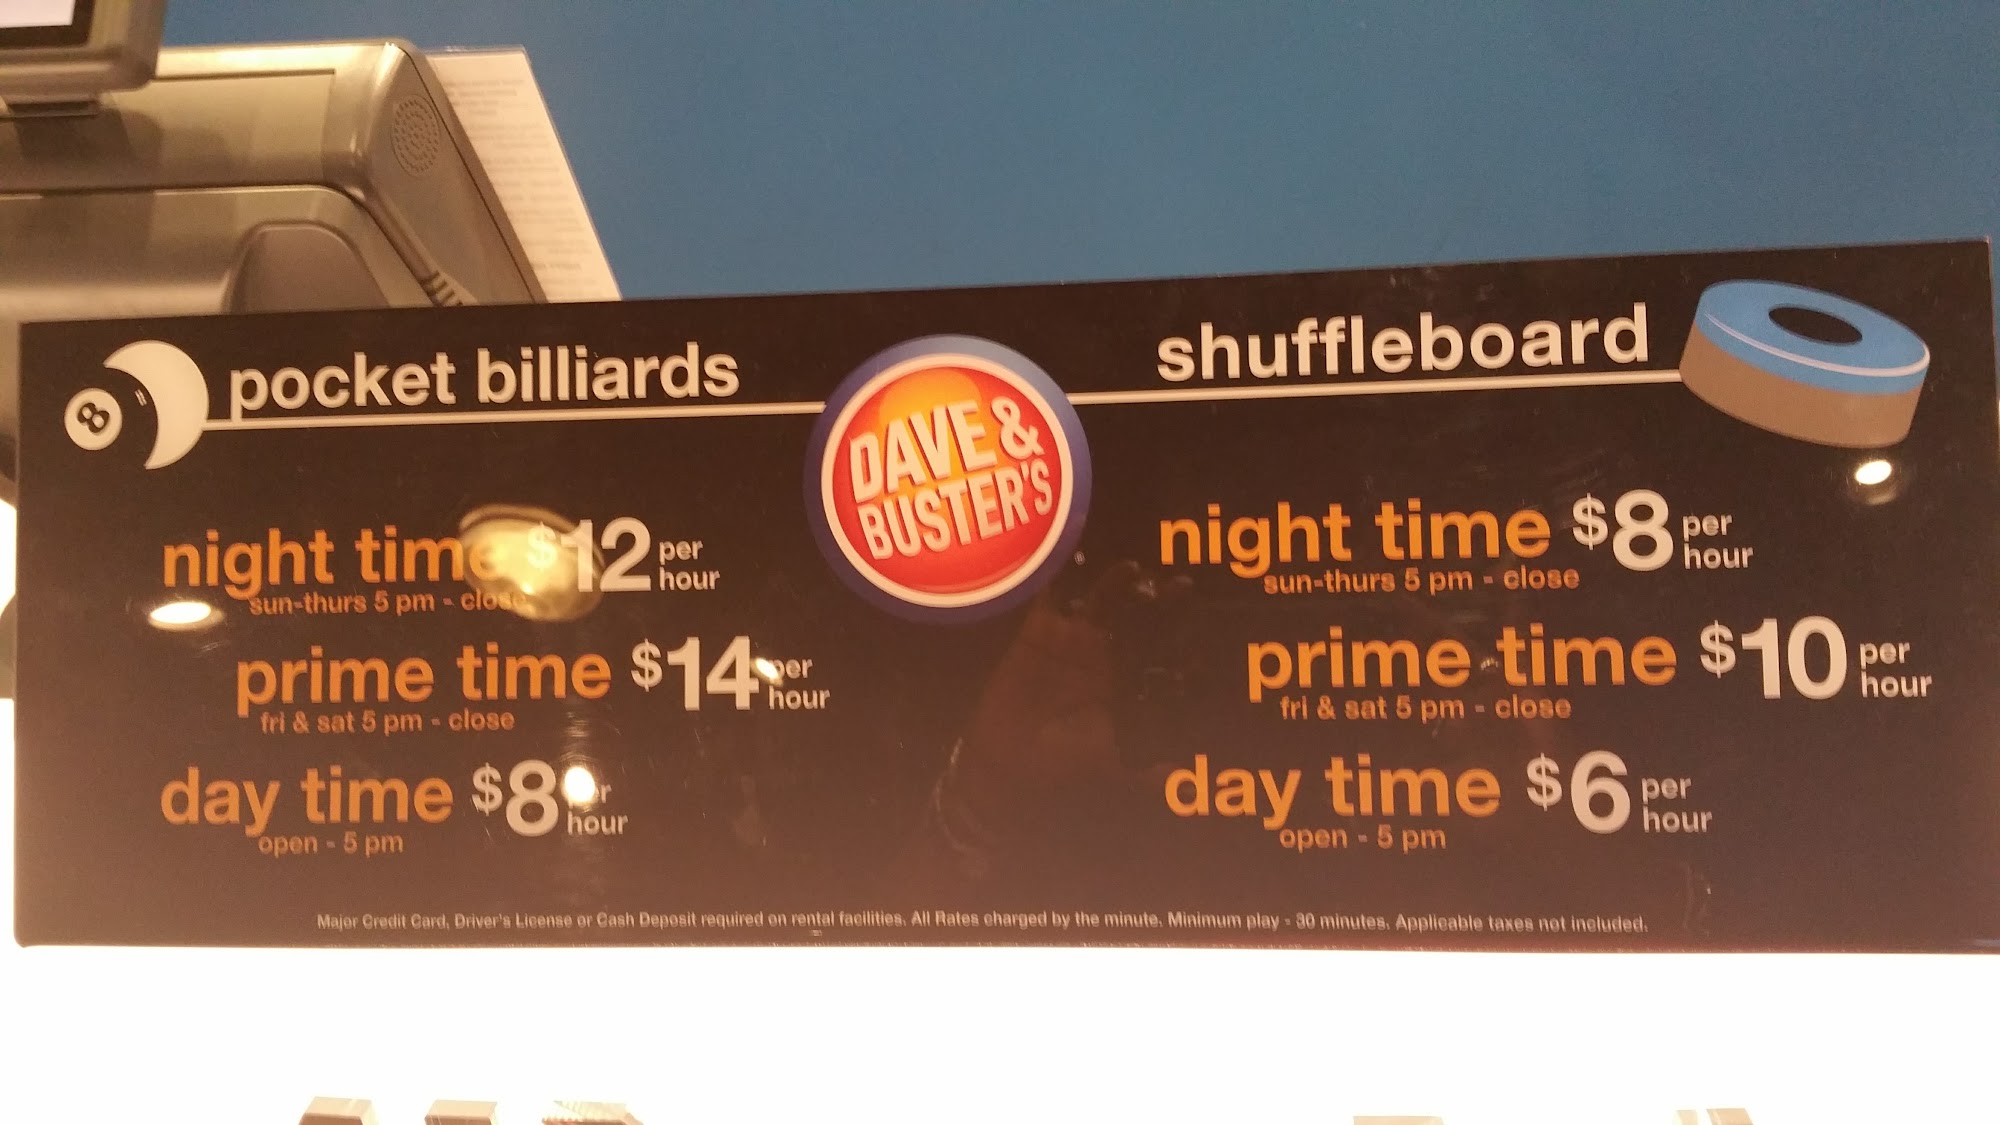 8
pocket billiards
night time $12 per hour
sun-thurs 5 pm - close
prime time $14 per hour
fri & sat 5 pm - close
day time $8 per hour
open - 5 pm
DAVE &
BUSTER'S
shuffleboard
night time $8 per hour
sun-thurs 5 pm - close
prime time $10 per hour
fri & sat 5 pm - close
day time $6 per hour
open - 5 pm
Major Credit Card, Driver's License or Cash Deposit required on rental facilities. All Rates charged by the minute. Minimum play - 30 minutes. Applicable taxes not included.